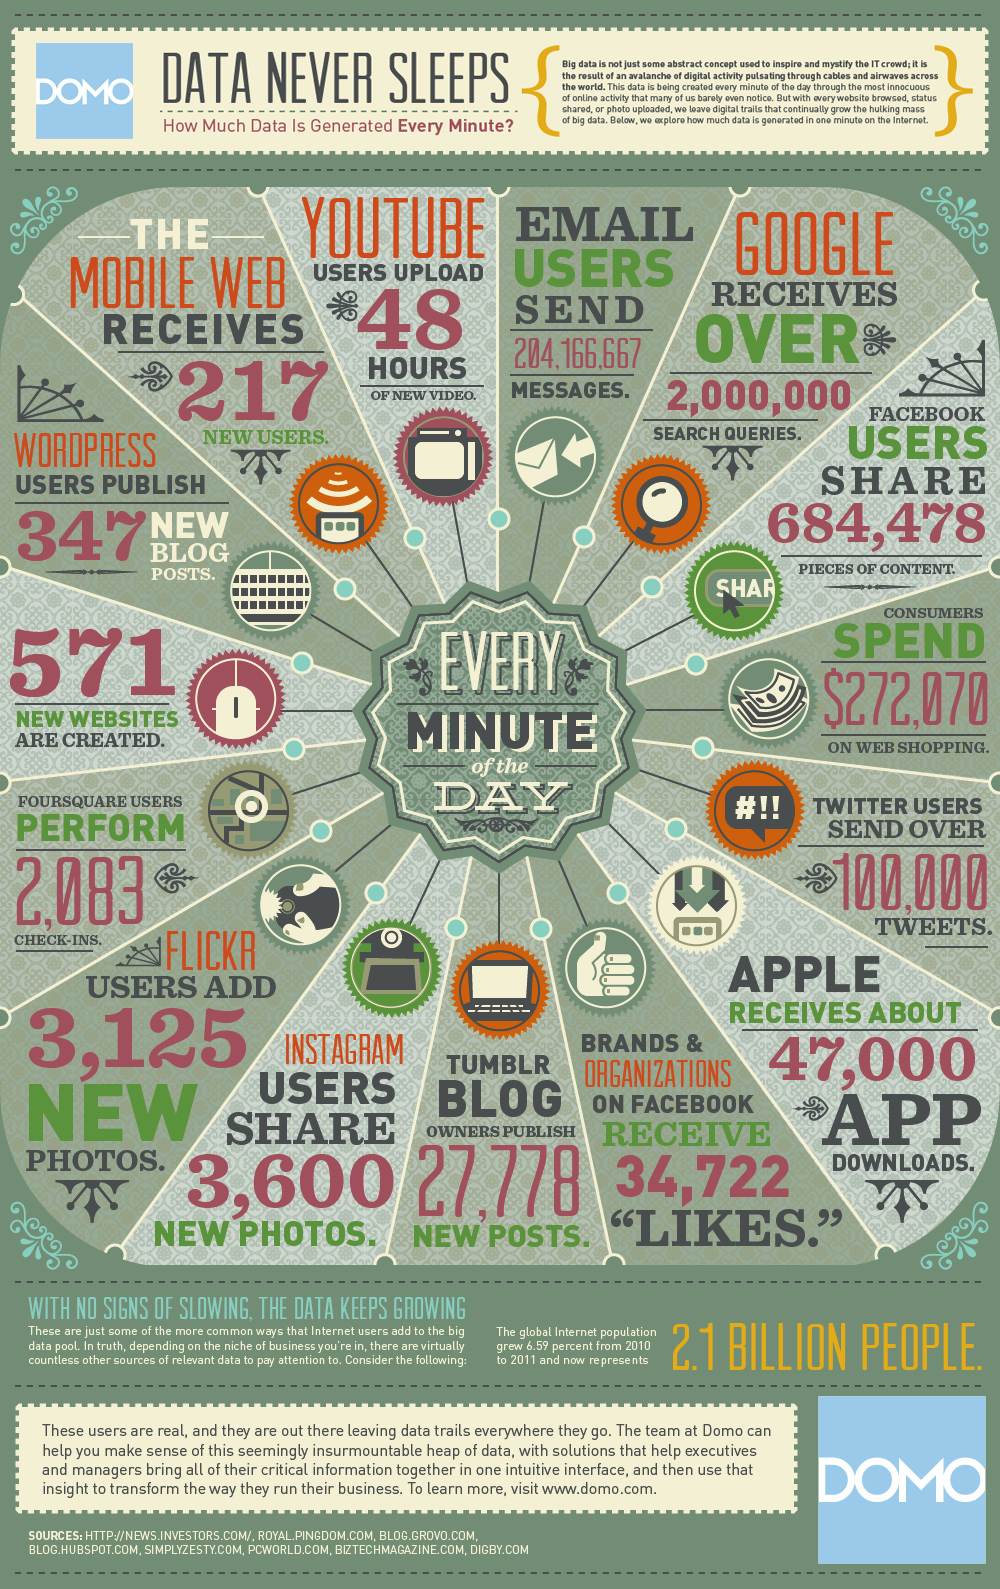 DOMO
DATA NEVER SLEEPS
How Much Data Is Generated Every Minute?
Big data is not just some abstract concept used to inspire and mystify the IT crowd; it is
the result of an avalanche of digital activity pulsating through cables and airwaves across
the world. This data is being created every minute of the day through the most innocuous
of online activity that many of us barely even notice. But with every website browsed, status
shared, or photo uploaded, we leave digital trails that continually grow the hulking mass
of big data. Below, we explore how much data is generated in one minute on the Internet.
THE
MOBILE WEB
RECEIVES
217
NEW USERS.
YOUTUBE
USERS UPLOAD
48
HOURS
OF NEW VIDEO.
EMAIL
USERS
SEND
204,166,667
MESSAGES.
GOOGLE
RECEIVES
OVER
2,000,000
SEARCH QUERIES.
FACEBOOK
USERS
SHARE
684,478
PIECES OF CONTENT.
SHAR
CONSUMERS
SPEND
$272,070
ON WEB SHOPPING.
#!!
TWITTER USERS
SEND OVER
100,000
TWEETS.
APPLE
RECEIVES ABOUT
47,000
APP
DOWNLOADS.
BRANDS &
ORGANIZATIONS
ON FACEBOOK
RECEIVE
34,722
“LIKES.”
TUMBLR
BLOG
OWNERS PUBLISH
27,778
NEW POSTS.
INSTAGRAM
USERS
SHARE
3,600
NEW PHOTOS.
FLICKR
USERS ADD
3,125
NEW
PHOTOS.
FOURSQUARE USERS
PERFORM
2,083
CHECK-INS.
571
NEW WEBSITES
ARE CREATED.
WORDPRESS
USERS PUBLISH
347 NEW
BLOG
POSTS.
EVERY
MINUTE
of the
DAY
WITH NO SIGNS OF SLOWING, THE DATA KEEPS GROWING
These are just some of the more common ways that Internet users add to the big
data pool. In truth, depending on the niche of business you're in, there are virtually
countless other sources of relevant data to pay attention to. Consider the following:
The global Internet population
grew 6.59 percent from 2010
to 2011 and now represents
2.1 BILLION PEOPLE.
These users are real, and they are out there leaving data trails everywhere they go. The team at Domo can
help you make sense of this seemingly insurmountable heap of data, with solutions that help executives
and managers bring all of their critical information together in one intuitive interface, and then use that
insight to transform the way they run their business. To learn more, visit www.domo.com.
DOMO
SOURCES: HTTP://NEWS.INVESTORS.COM/, ROYAL.PINGDOM.COM, BLOG.GROVO.COM,
BLOG.HUBSPOT.COM, SIMPLYZESTY.COM, PCWORLD.COM, BIZTECHMAGAZINE.COM, DIGBY.COM